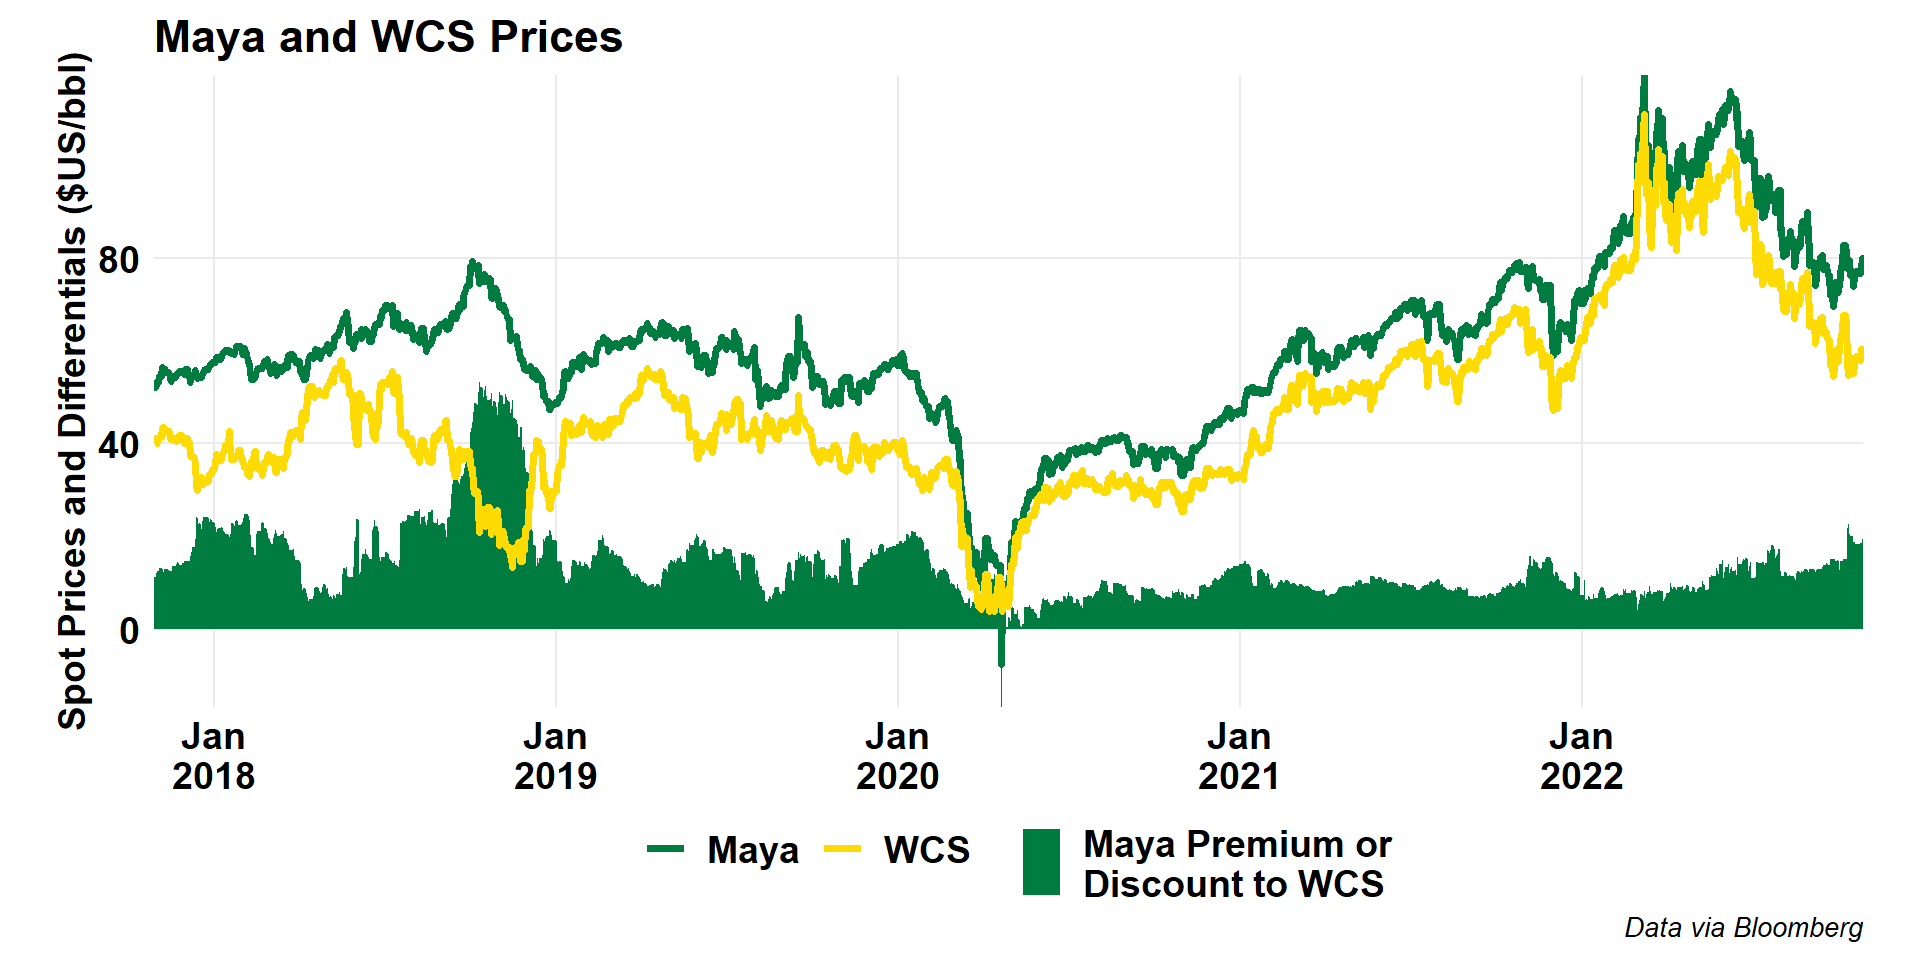 Maya and WCS Prices
Spot Prices and Differentials ($US/bbl)
80
40
0
Jan
2018
Jan
2019
Jan
2020
Jan
2021
Jan
2022
Maya
WCS
Maya Premium or
Discount to WCS
Data via Bloomberg